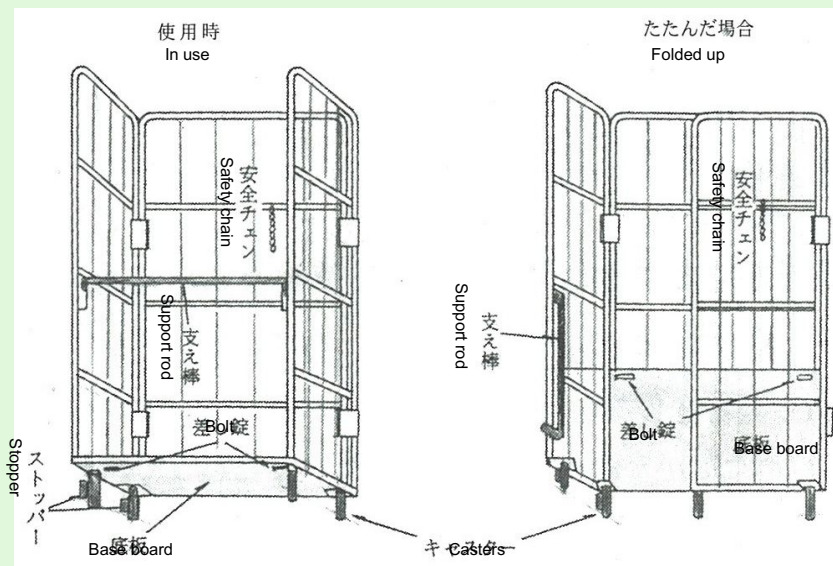 使用時
In use
安全チェン
Safety chain
支え棒
Support rod
差し錠
Bolt
ストッパー
Stopper
底板
Base board
キャスター
Casters
たたんだ場合
Folded up
安全チェン
Safety chain
支え棒
Support rod
差し錠
Bolt
底板
Base board